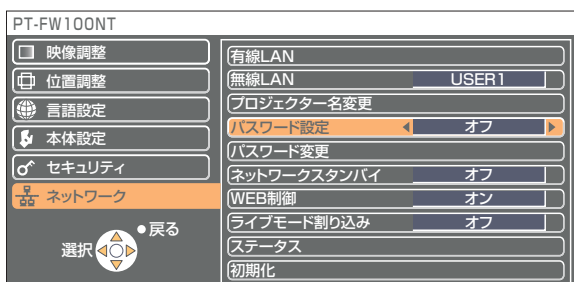 PT-FW100NT
映像調整
位置調整
言語設定
本体設定
セキュリティ
ネットワーク
●戻る
選択
有線LAN
無線LAN USER1
プロジェクター名変更
パスワード設定 オフ
パスワード変更
ネットワークスタンバイ オフ
WEB制御 オン
ライブモード割り込み オフ
ステータス
初期化